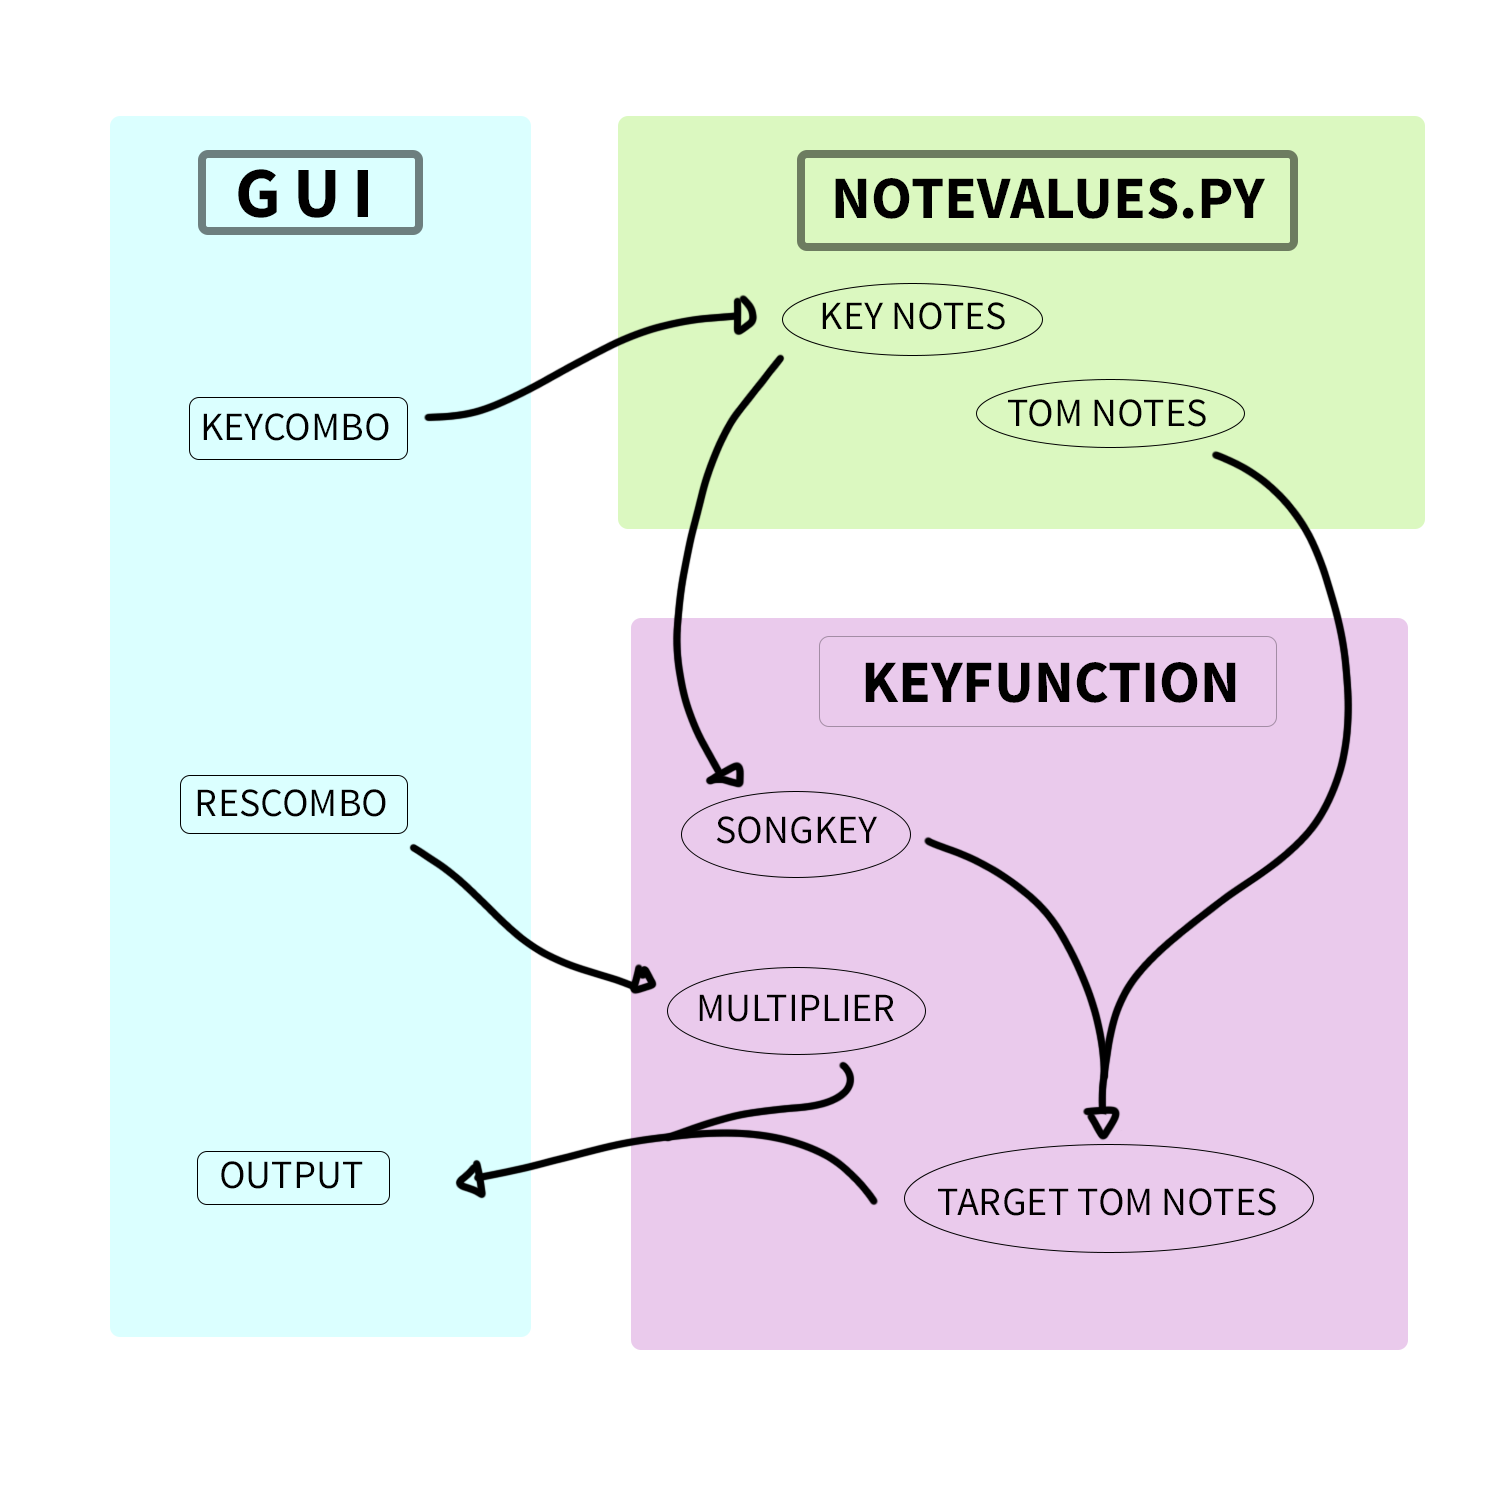 GUI
KEYCOMBO
RESCOMBO
OUTPUT
NOTEVALUES.PY
KEY NOTES
TOM NOTES
KEYFUNCTION
SONGKEY
MULTIPLIER
TARGET TOM NOTES